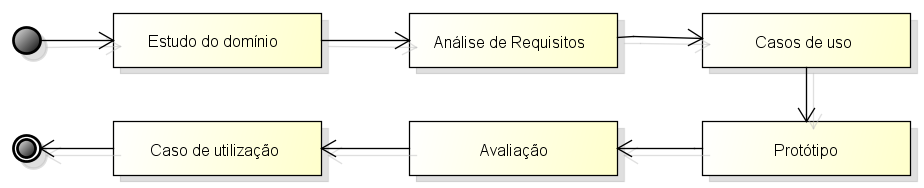 Estudo do domínio
Análise de Requisitos
Casos de uso
Caso de utilização
Avaliação
Protótipo